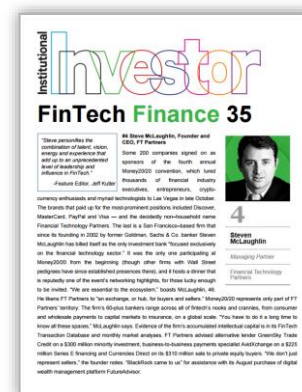 Institutional
Investor
FinTech Finance 35
"Steve personifies the
combination of talent, vision,
energy and experience that
add up to an unprecedented
level of leadership and
influence in FinTech."
-Feature Editor, Jeff Kutler
#4 Steve McLaughlin, Founder and
CEO, FT Partners
Some 200 companies signed on as
sponsors of the fourth annual
Money20/20 convention, which lured
thousands of financial industry
executives, entrepreneurs, crypto-
currency enthusiasts and myriad technologists to Las Vegas in late October.
The brands that paid up for the most-prominent positions included Discover,
MasterCard, PayPal and Visa — and the decidedly non-household name
Financial Technology Partners. The last is a San Francisco-based firm that
since its founding in 2002 by former Goldman, Sachs & Co. banker Steven
McLaughlin has billed itself as the only investment bank "focused exclusively
on the financial technology sector." It was the only one participating at
Money20/20 from the beginning (though other firms with Wall Street
pedigrees have since established presences there), and it hosts a dinner that
is reputedly one of the event's networking highlights, for those lucky enough
to be invited. "We are essential to the ecosystem," boasts McLaughlin, 46.
He likens FT Partners to "an exchange, or hub, for buyers and sellers." Money20/20 represents only part of FT
Partners' territory. The firm's 60-plus bankers range across all of fintech's nooks and crannies, from consumer
and wholesale payments to capital markets to insurance, on a global scale. "You have to do it a long time to
know all these spaces," McLaughlin says. Evidence of the firm's accumulated intellectual capital is in its FinTech
Transaction Database and monthly market analyses. FT Partners advised alternative lender GreenSky Trade
Credit on a $300 million minority investment, business-to-business payments specialist AvidXchange on a $225
million Series E financing and Currencies Direct on its $310 million sale to private equity buyers. "We don't just
represent sellers," the founder notes. "BlackRock came to us" for assistance with its August purchase of digital
wealth management platform FutureAdvisor.
4
Steven
McLaughlin
Managing Partner
Financial Technology
Partners